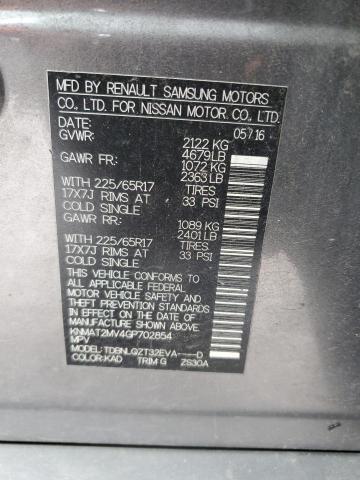 MFD BY RENAULT SAMSUNG MOTORS
CO., LTD. FOR NISSAN MOTOR. CO., LTD.
DATE: 05/16
GVWR: 2122 KG
4679LB
GAWR FR.: 1072 KG
2363LB
WITH 225/65R17 TIRES
17X7J RIMS AT 33 PSI
COLD SINGLE
GAWR RR.: 1089 KG
2401LB
WITH 225/65R17 TIRES
17X7J RIMS AT 33 PSI
COLD SINGLE
THIS VEHICLE CONFORMS TO
ALL APPLICABLE FEDERAL
MOTOR VEHICLE SAFETY AND
THEFT PREVENTION STANDARDS
IN EFFECT ON THE DATE OF
MANUFACTURE SHOWN ABOVE.
KNMAT2MV4GP702854
MPV
MODEL:TDBNLQZT32EVA----D
COLOR:KAD TRIM G ZS30A